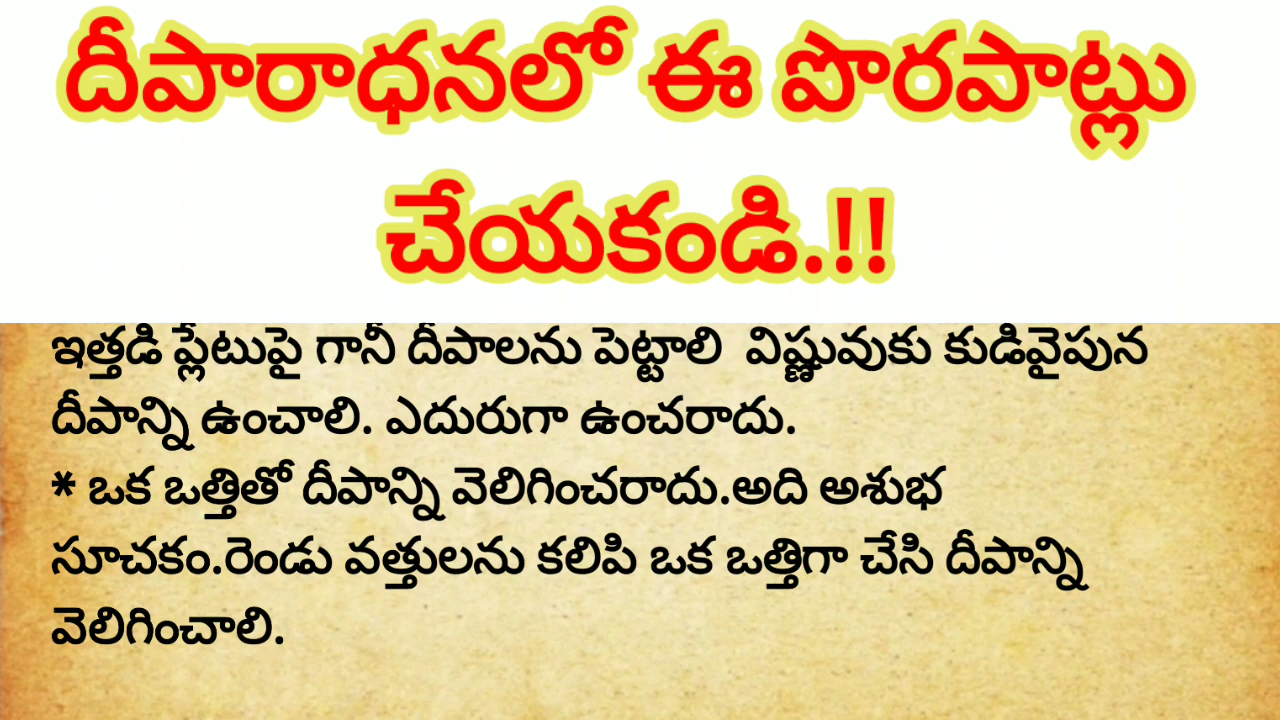 దీపారాధనలో ఈ పొరపాట్లు
చేయకండి.!!
ఇత్తడి ప్లేటుపై గానీ దీపాలను పెట్టాలి విష్ణువుకు కుడివైపున
దీపాన్ని ఉంచాలి. ఎదురుగా ఉంచరాదు.
* ఒక ఒత్తితో దీపాన్ని వెలిగించరాదు.అది అశుభ
సూచకం.రెండు వత్తులను కలిపి ఒక ఒత్తిగా చేసి దీపాన్ని
వెలిగించాలి.